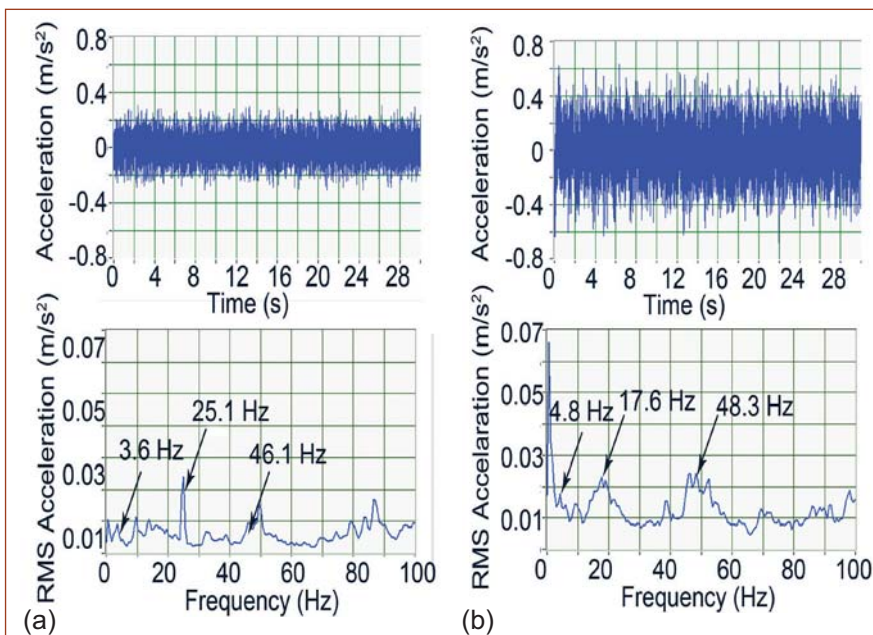 Acceleration (m/s²)
0.8
0.4
0
-0.4
-0.8
0 4 8 12 16 20 24 28
Time (s)
Acceleration (m/s²)
0.8
0.4
0
-0.4
-0.8
0 4 8 12 16 20 24 28
Time (s)
RMS Acceleration (m/s²)
0.07
0.05
0.03
0.01
3.6 Hz
25.1 Hz
46.1 Hz
0 20 40 60 80 100
Frequency (Hz)
(a)
RMS Accelaration (m/s²)
0.07
0.05
0.03
0.01
4.8 Hz
17.6 Hz
48.3 Hz
0 20 40 60 80 100
Frequency (Hz)
(b)